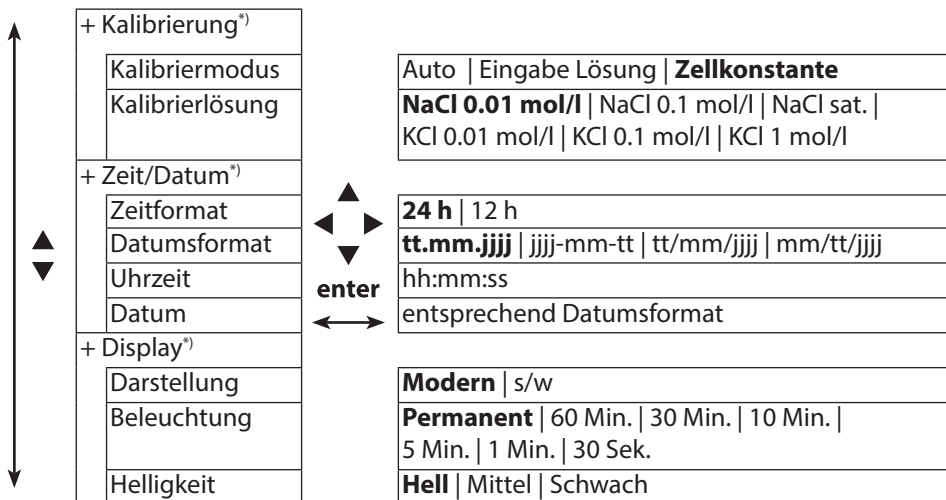 + Kalibrierung*)
Kalibriermodus Auto | Eingabe Lösung | Zellkonstante
Kalibrierlösung NaCl 0.01 mol/l | NaCl 0.1 mol/l | NaCl sat. |
KCl 0.01 mol/l | KCl 0.1 mol/l | KCl 1 mol/l
+ Zeit/Datum*)
Zeitformat 24 h | 12 h
Datumsformat tt.mm.jjjj | jjjj-mm-tt | tt/mm/jjjj | mm/tt/jjjj
Uhrzeit hh:mm:ss
enter
Datum entsprechend Datumsformat
+ Display*)
Darstellung Modern | s/w
Beleuchtung Permanent | 60 Min. | 30 Min. | 10 Min. |
5 Min. | 1 Min. | 30 Sek.
Helligkeit Hell | Mittel | Schwach